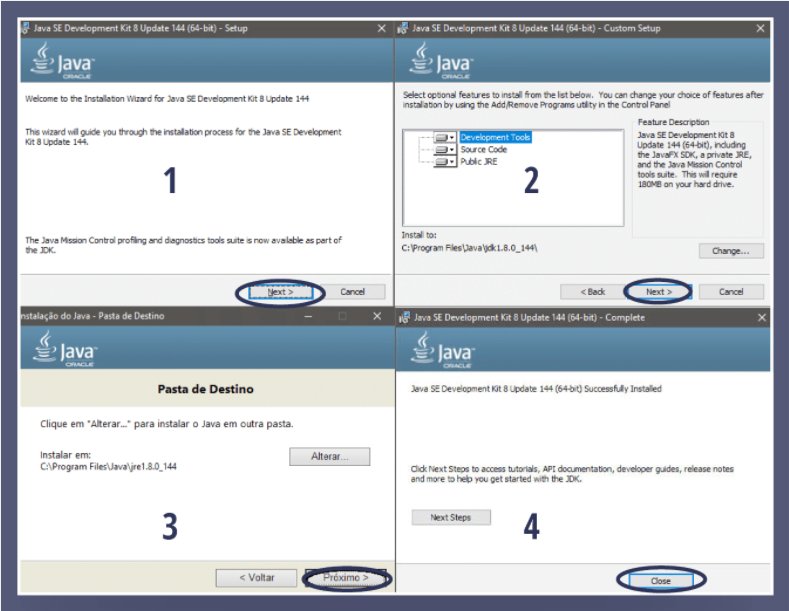 Java SE Development Kit 8 Update 144 (64-bit) - Setup
Java
ORACLE
Welcome to the Installation Wizard for Java SE Development Kit 8 Update 144
This wizard will guide you through the installation process for the Java SE Development
Kit 8 Update 144.
1
The Java Mission Control profiling and diagnostics tools suite is now available as part of
the JDK.
Next >
Cancel
Java SE Development Kit 8 Update 144 (64-bit) - Custom Setup
Java
ORACLE
Select optional features to install from the list below. You can change your choice of features after
installation by using the Add/Remove Programs utility in the Control Panel
Development Tools
Source Code
Public JRE
2
Feature Description
Java SE Development Kit 8
Update 144 (64-bit), including
the JavaFX SDK, a private JRE,
and the Java Mission Control
tools suite. This will require
180MB on your hard drive.
Install to:
C:\Program Files\Java\jdk1.8.0_144\
Change...
< Back
Next >
Cancel
nstalação do Java - Pasta de Destino
Java
ORACLE
Pasta de Destino
Clique em "Alterar..." para instalar o Java em outra pasta.
Instalar em:
C:\Program Files\Java\jre1.8.0_144
Alterar...
3
< Voltar
Próximo >
Java SE Development Kit 8 Update 144 (64-bit) - Complete
Java
ORACLE
Java SE Development Kit 8 Update 144 (64-bit) Successfully Installed
Click Next Steps to access tutorials, API documentation, developer guides, release notes
and more to help you get started with the JDK.
Next Steps
4
Close